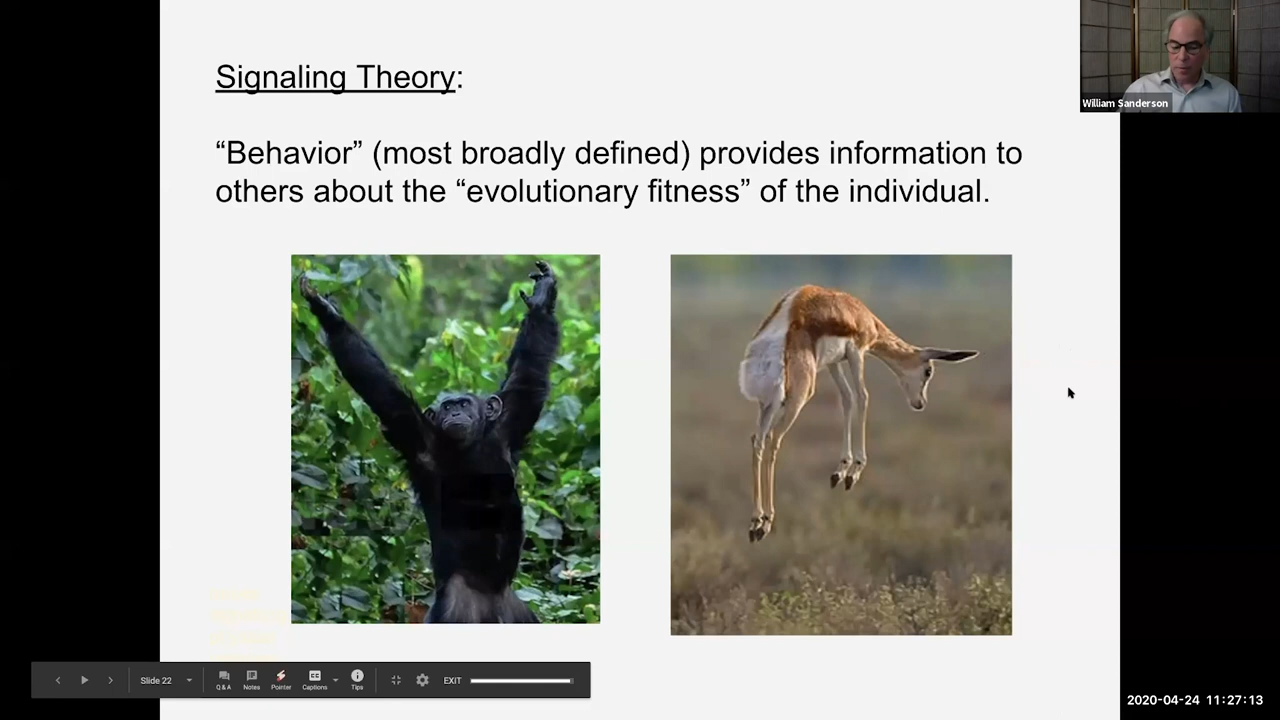 Signaling Theory:
“Behavior” (most broadly defined) provides information to
others about the “evolutionary fitness” of the individual.
William Sanderson
Slide 22
Q & A
Notes
Pointer
Captions
Tips
EXIT
2020-04-24 11:27:13